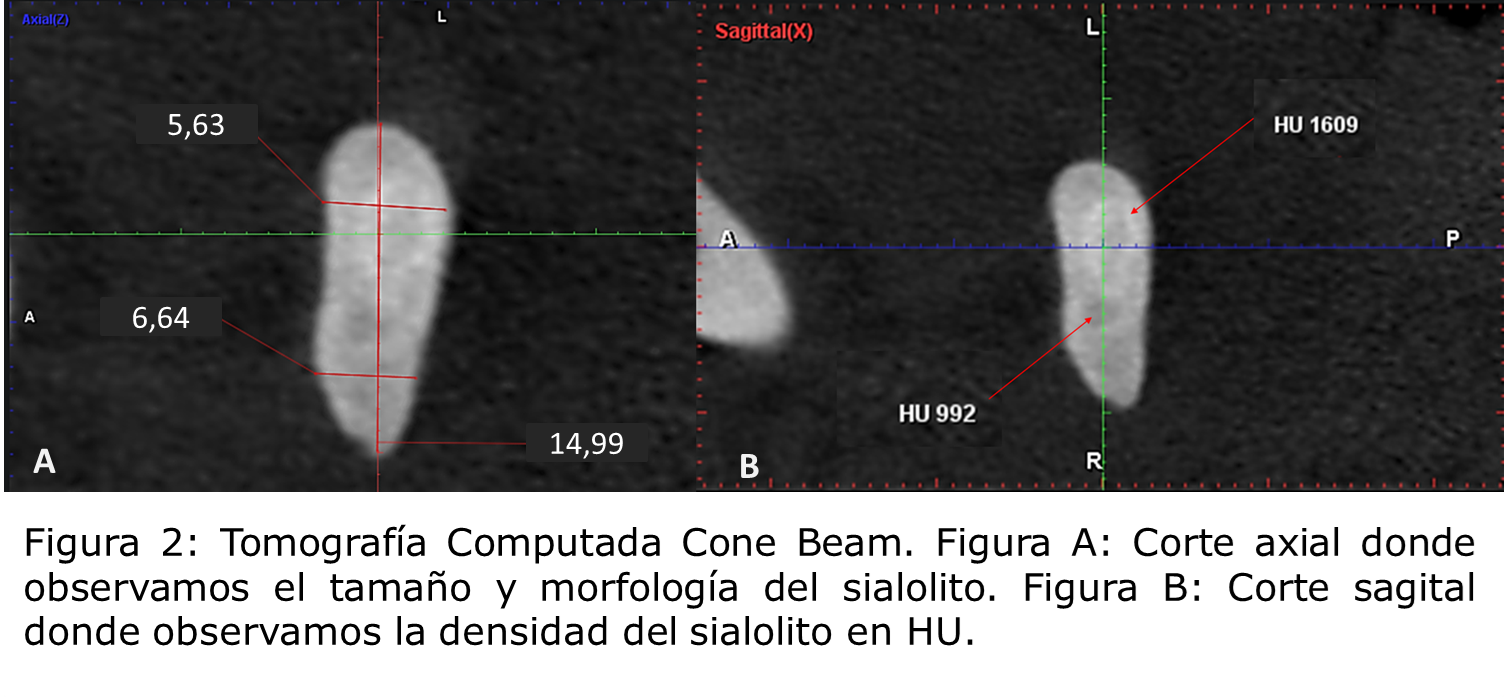 Axial(Z)
L
5,63
A
6,64
14,99
A
Sagittal(X)
L
HU 1609
A
P
HU 992
R
B
Figura 2: Tomografía Computada Cone Beam. Figura A: Corte axial donde
observamos el tamaño y morfología del sialolito. Figura B: Corte sagital
donde observamos la densidad del sialolito en HU.